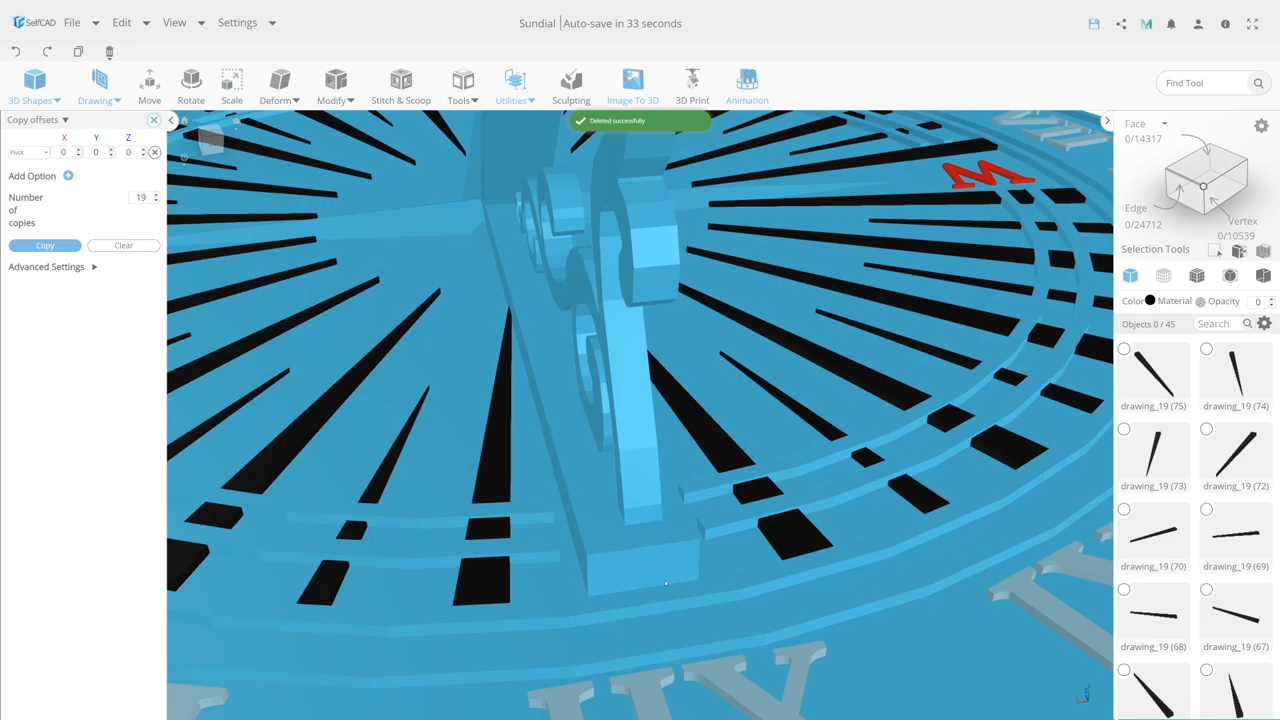 SelfCAD File Edit View Settings Sundial Auto-save in 33 seconds
3D Shapes Drawing Move Rotate Scale Deform Modify Stitch & Scoop Tools Utilities Sculpting Image To 3D 3D Print Animation Find Tool
Deleted successfully
Copy offsets
X Y Z
Pivot 0 0 0
Add Option
Number of copies 19
Copy Clear
Advanced Settings
M
Face
0/14317
Edge
0/24712
Vertex
0/10539
Selection Tools
Color Material Opacity 0
Objects 0 / 45 Search
drawing_19 (75) drawing_19 (74)
drawing_19 (73) drawing_19 (72)
drawing_19 (70) drawing_19 (69)
drawing_19 (68) drawing_19 (67)